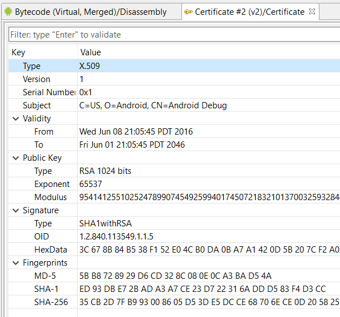 Bytecode (Virtual, Merged)/Disassembly Certificate #2 (v2)/Certificate
Filter: type "Enter" to validate
Key Value
Type X.509
Version 1
Serial Number 0x1
Subject C=US, O=Android, CN=Android Debug
Validity
From Wed Jun 08 21:05:45 PDT 2016
To Fri Jun 01 21:05:45 PDT 2046
Public Key
Type RSA 1024 bits
Exponent 65537
Modulus 954141255102524789907454925994017450721832101370032593284
Signature
Type SHA1withRSA
OID 1.2.840.113549.1.1.5
HexData 3C 67 8B 84 B5 38 F1 52 E0 4C B0 DA 0B A7 A1 42 0D 5B 20 7C F2 A0
Fingerprints
MD-5 5B B8 72 89 29 D6 CD 32 8C 08 0E 0C A3 BA D5 4A
SHA-1 ED 93 DB E7 2B AD A3 A7 CE 23 D7 22 31 6A DD D5 83 F4 D3 CC
SHA-256 35 CB 2D 7F B9 93 00 86 05 D5 3D E5 DC CE 68 70 6E CE 0D 20 58 25